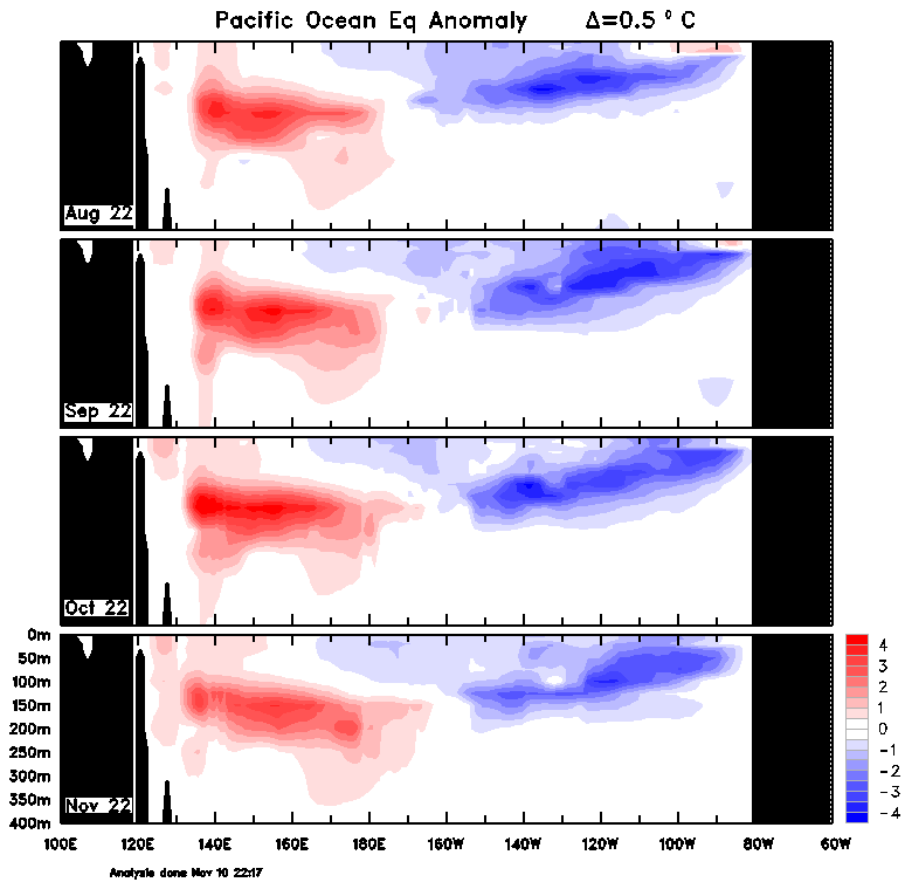 Pacific Ocean Eq Anomaly Δ=0.5 ° C
Aug 22
Sep 22
Oct 22
0m
50m
100m
150m
200m
250m
300m
350m
400m
Nov 22
4
3
2
1
0
-1
-2
-3
-4
100E 120E 140E 160E 180E 160W 140W 120W 100W 80W 60W
Analysis done Nov 10 22:17